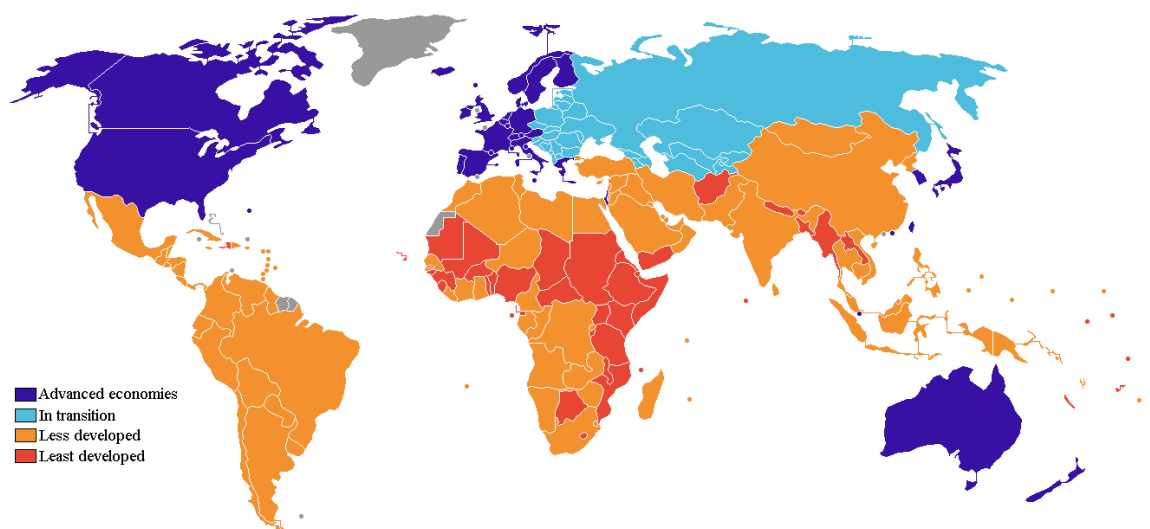 Advanced economies
In transition
Less developed
Least developed